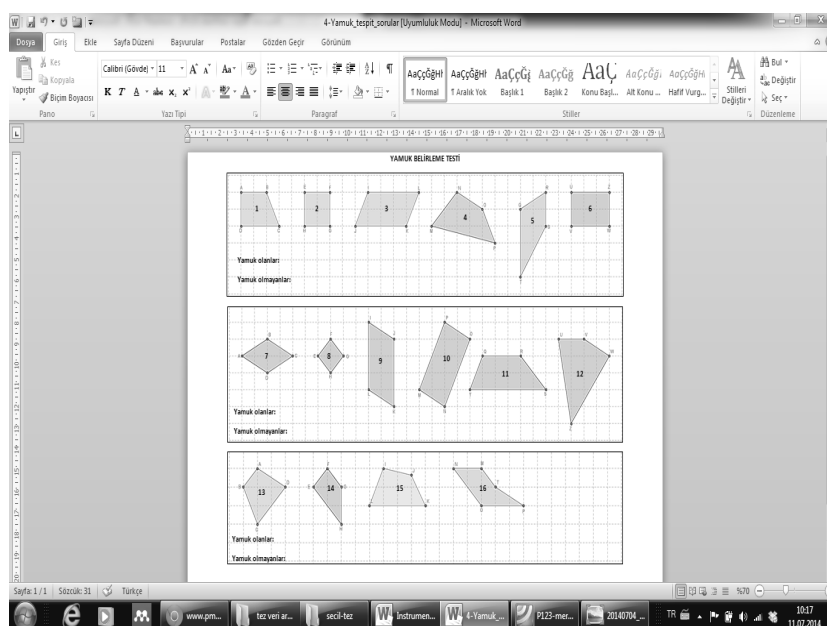 4-Yamuk_tespit_sorular [Uyumluluk Modu] - Microsoft Word
Dosya Giriş Ekle Sayfa Düzeni Başvurular Postalar Gözden Geçir Görünüm
Yapıştır
Kes
Kopyala
Biçim Boyacısı
Pano
Calibri (Gövde) 11
K T A abc x₂ x²
Yazı Tipi
Paragraf
AaÇçĞğHł AaÇçĞğHł AaÇçĞğ AaÇçĞğ AaÇ AaÇçĞğı AaÇçĞğHı
¶ Normal ¶ Aralık Yok Başlık 1 Başlık 2 Konu Başl... Alt Konu ... Hafif Vurg...
Stiller
Stilleri Değiştir
Bul
Değiştir
Seç
Düzenleme
YAMUK BELİRLEME TESTİ
1 2 3 4 5 6
Yamuk olanlar:
Yamuk olmayanlar:
7 8 9 10 11 12
Yamuk olanlar:
Yamuk olmayanlar:
13 14 15 16
Yamuk olanlar:
Yamuk olmayanlar:
Sayfa: 1 / 1 Sözcük: 31 Türkçe %70
www.pm... tez veri ar... secil-tez Instrumen... 4-Yamuk_... P123-mer... 20140704_... TR 10:17
11.07.2014